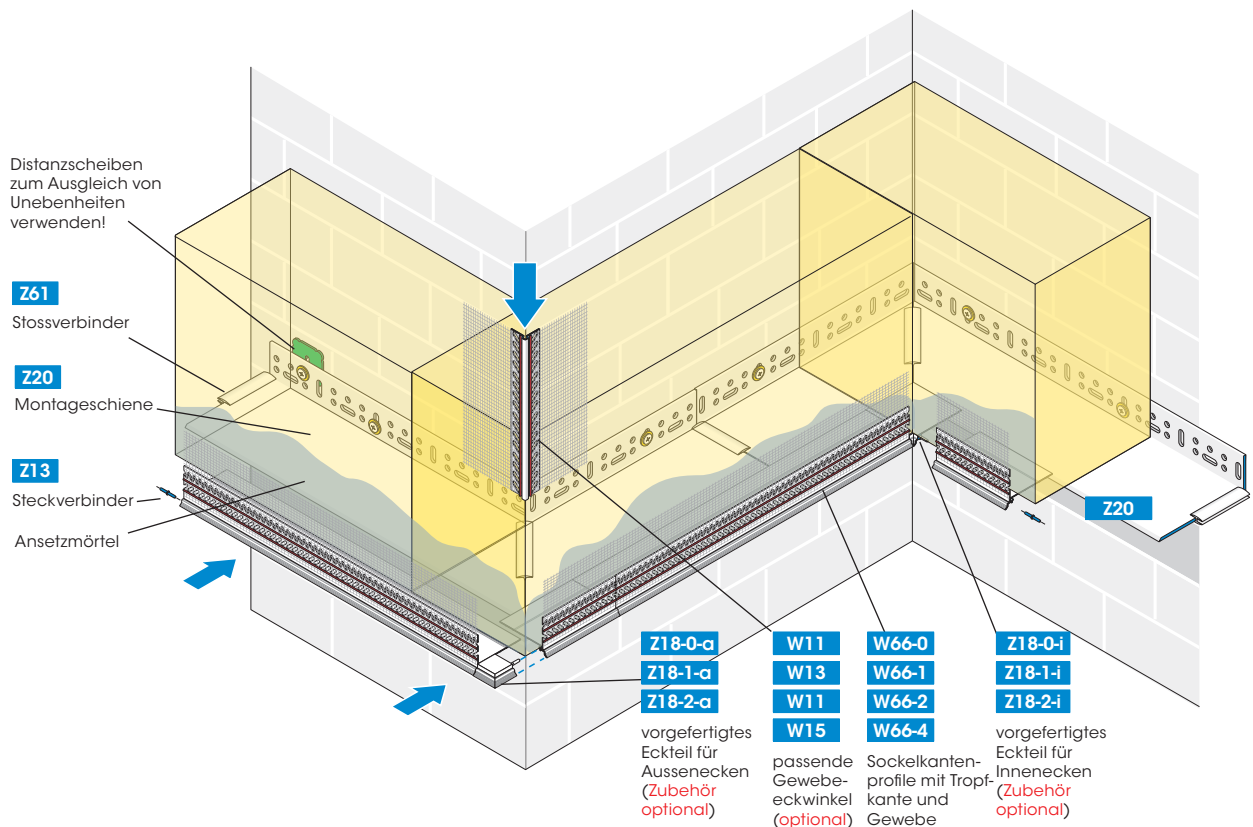 Distanzscheiben
zum Ausgleich von
Unebenheiten
verwenden!
Z61
Stossverbinder
Z20
Montageschiene
Z13
Steckverbinder
Ansetzmörtel
Z20
Z18-0-a
Z18-1-a
Z18-2-a
vorgefertigtes
Eckteil für
Aussenecken
(Zubehör
optional)
W11
W13
W11
W15
passende
Gewebe-
eckwinkel
(optional)
W66-0
W66-1
W66-2
W66-4
Sockelkanten-
profile mit Tropf-
kante und
Gewebe
Z18-0-i
Z18-1-i
Z18-2-i
vorgefertigtes
Eckteil für
Innenecken
(Zubehör
optional)